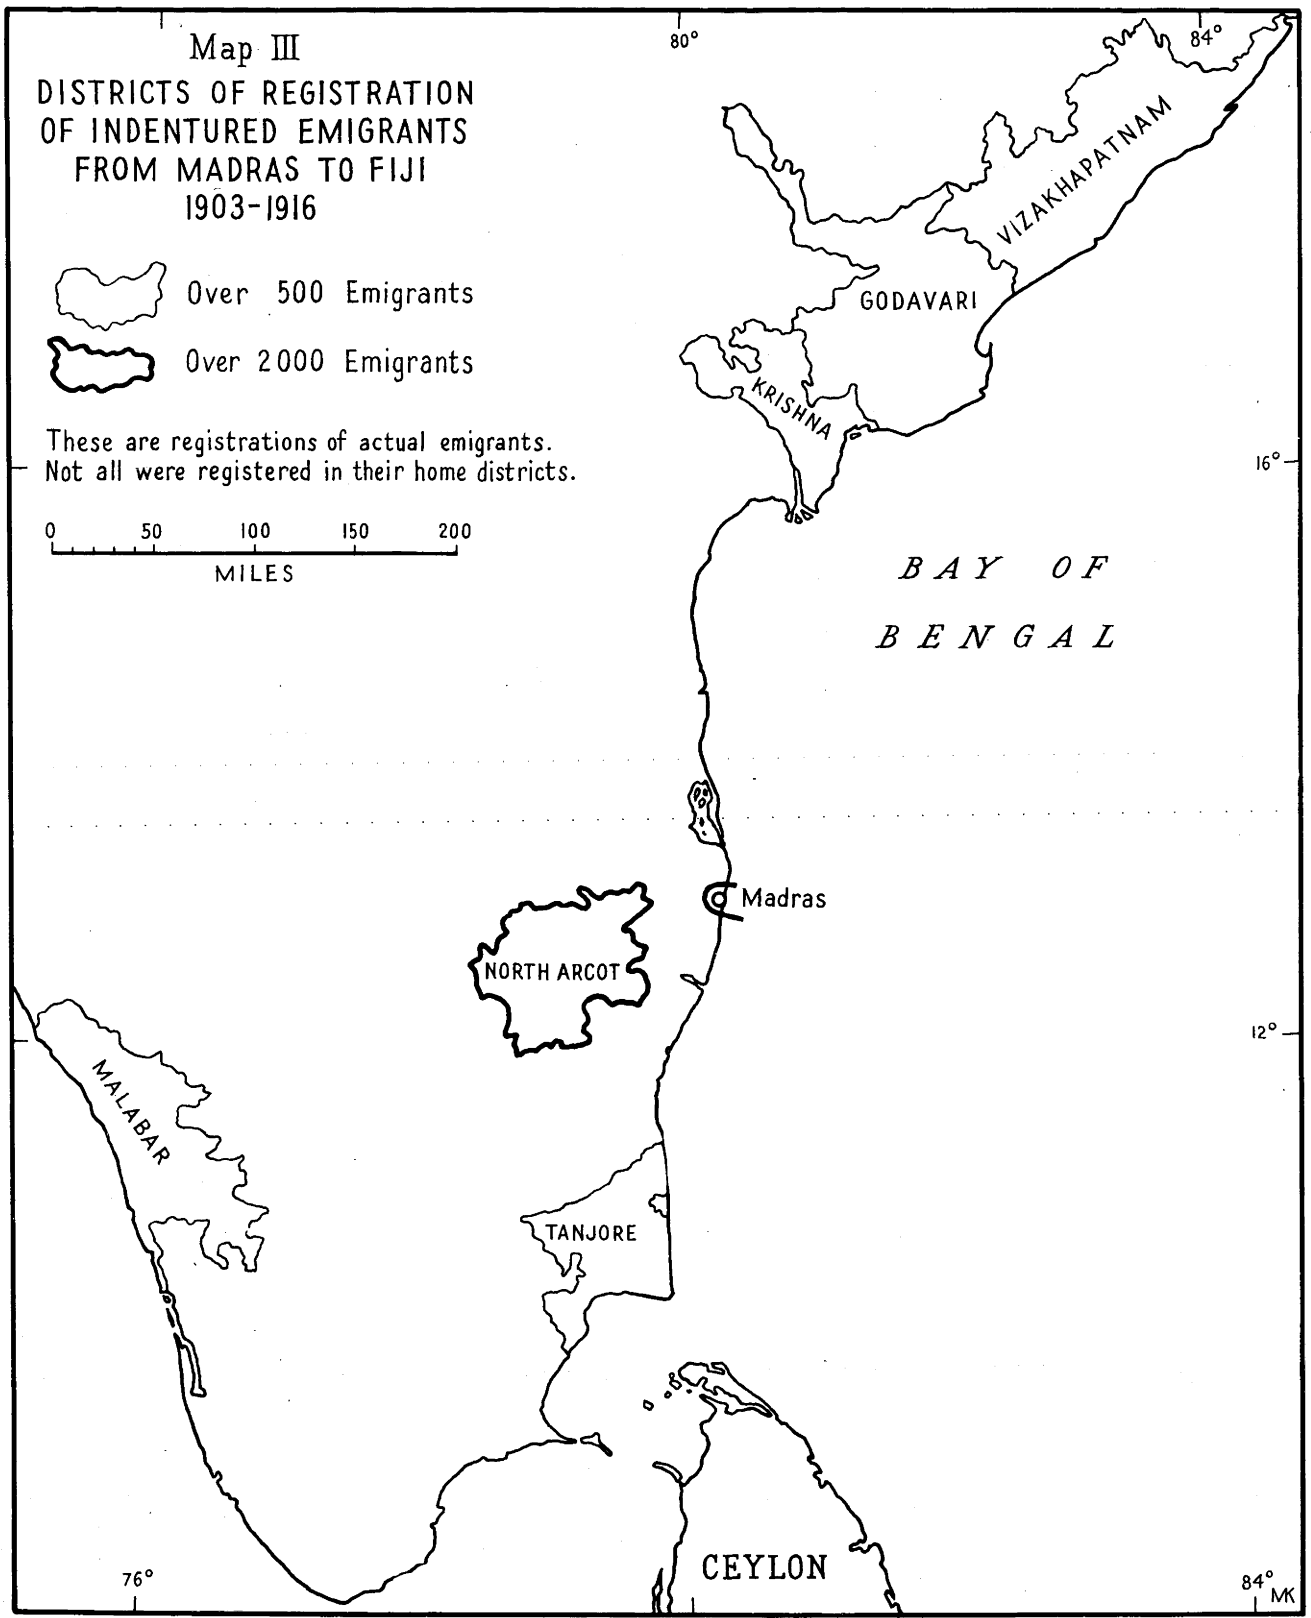 Map III
DISTRICTS OF REGISTRATION
OF INDENTURED EMIGRANTS
FROM MADRAS TO FIJI
1903-1916
Over 500 Emigrants
Over 2000 Emigrants
These are registrations of actual emigrants.
Not all were registered in their home districts.
0 50 100 150 200
MILES
80°
84°
VIZAKHAPATNAM
GODAVARI
KRISHNA
16°
BAY OF
BENGAL
Madras
NORTH ARCOT
12°
MALABAR
TANJORE
CEYLON
76°
84°
MK